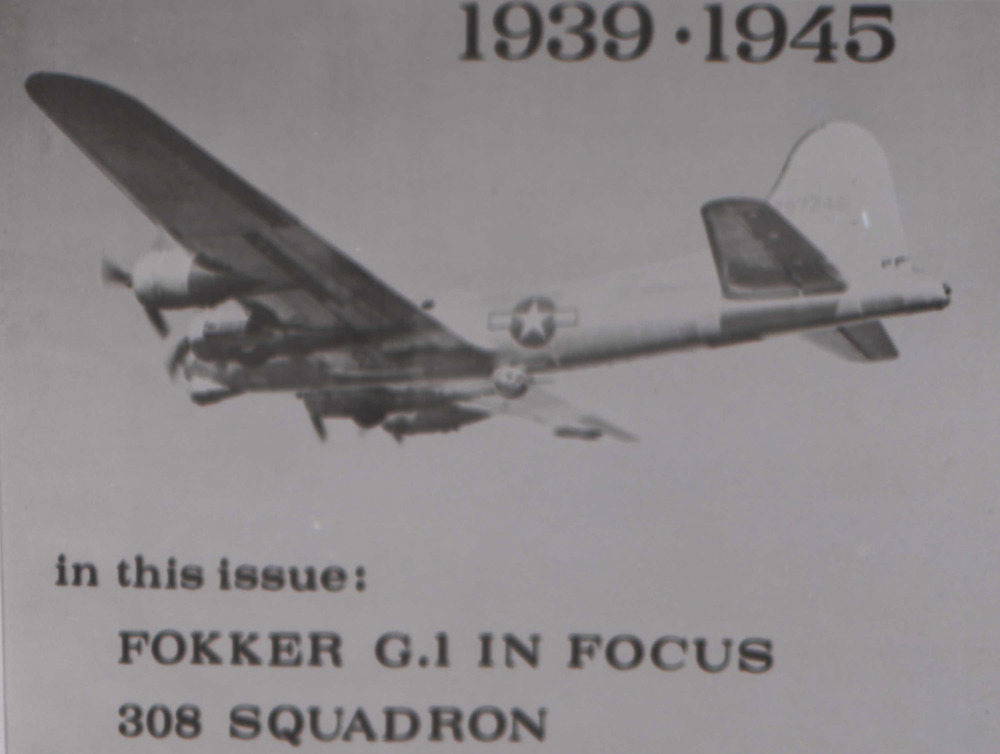 1939·1945
in this issue:
FOKKER G.1 IN FOCUS
308 SQUADRON